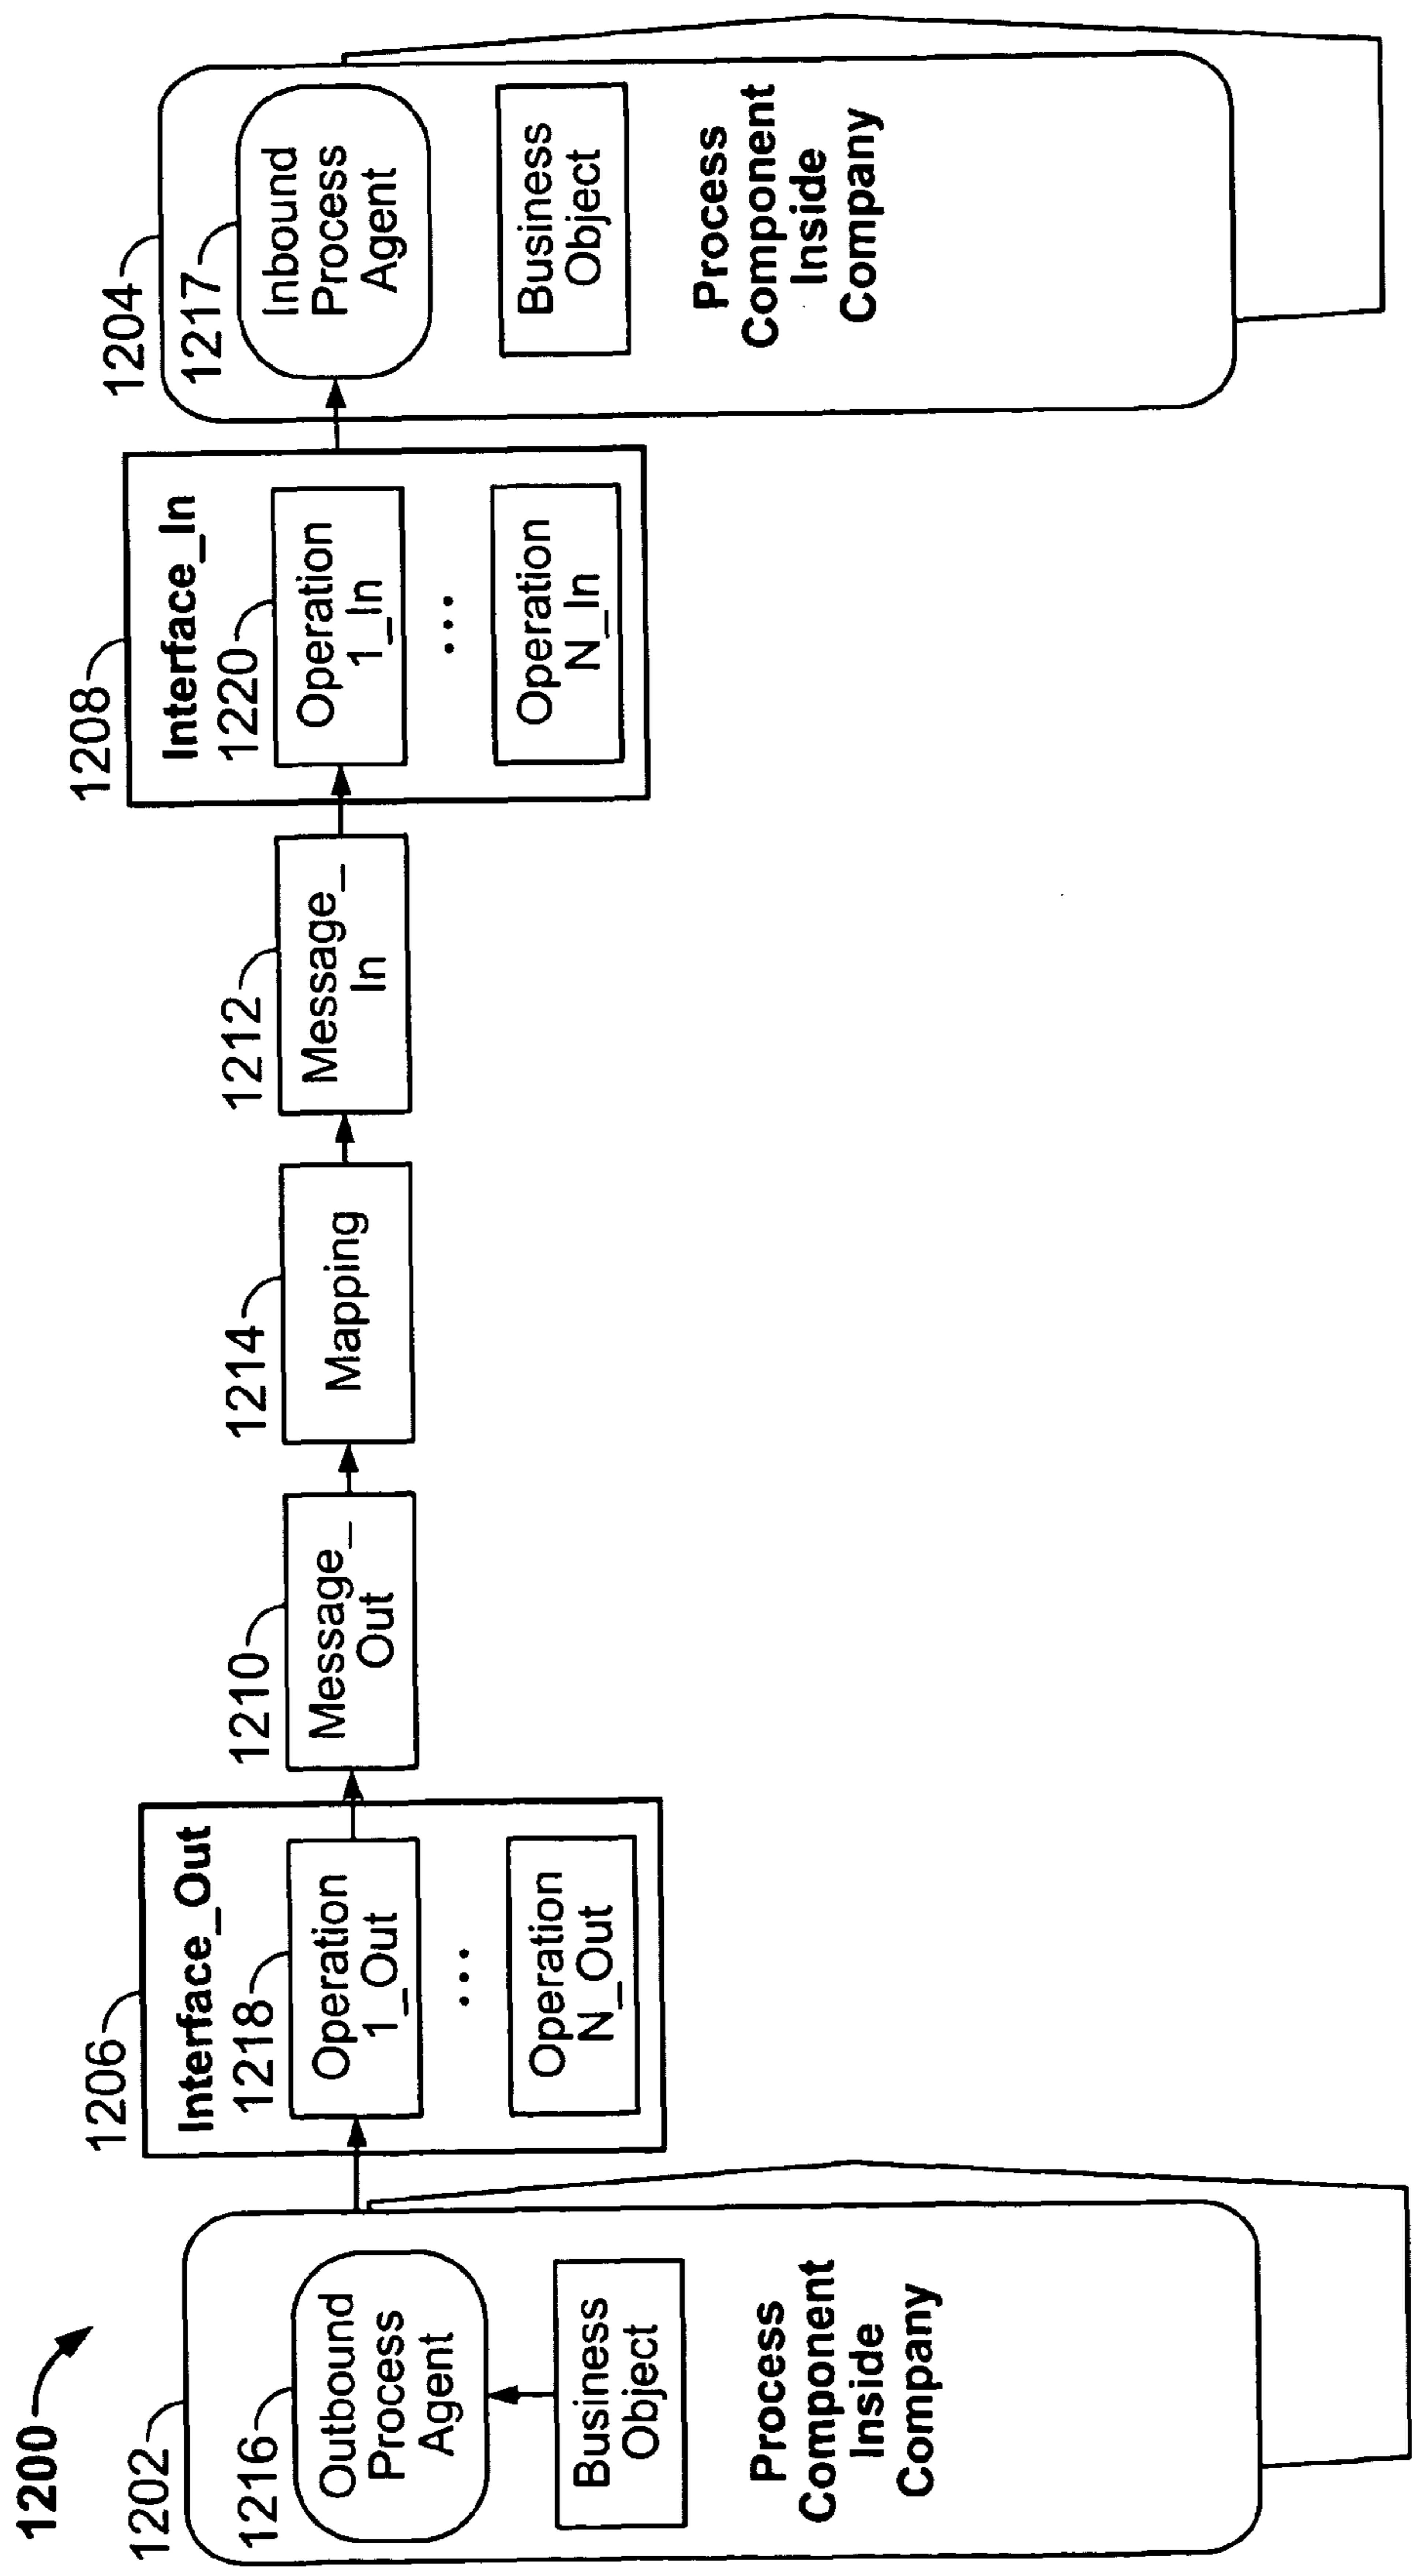 1200
1202
1216
Outbound
Process
Agent
Business
Object
Process
Component
Inside
Company
1206
Interface_Out
1218
Operation
1_Out
...
Operation
N_Out
1210
Message_
Out
1214
Mapping
1212
Message_
In
1208
Interface_In
1220
Operation
1_In
...
Operation
N_In
1204
1217
Inbound
Process
Agent
Business
Object
Process
Component
Inside
Company